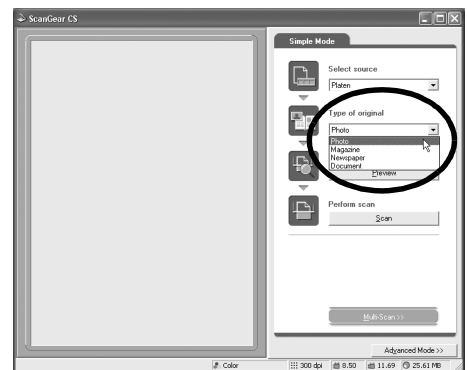 ScanGear CS
Simple Mode
Select source
Platen
Type of original
Photo
Photo
Magazine
Newspaper
Document
Preview
Perform scan
Scan
Multi-Scan >>
Advanced Mode >>
Color 300 dpi 8.50 11.69 25.61 MB